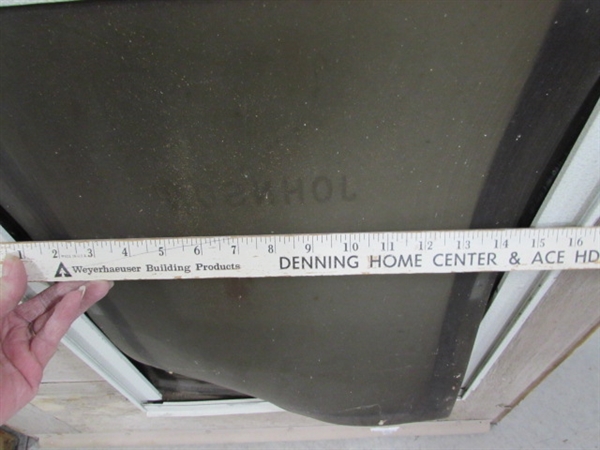 JOHNSON
1 2 3 4 5 6 7 8 9 10 11 12 13 14 15 16
Weyerhaeuser Building Products DENNING HOME CENTER & ACE HD